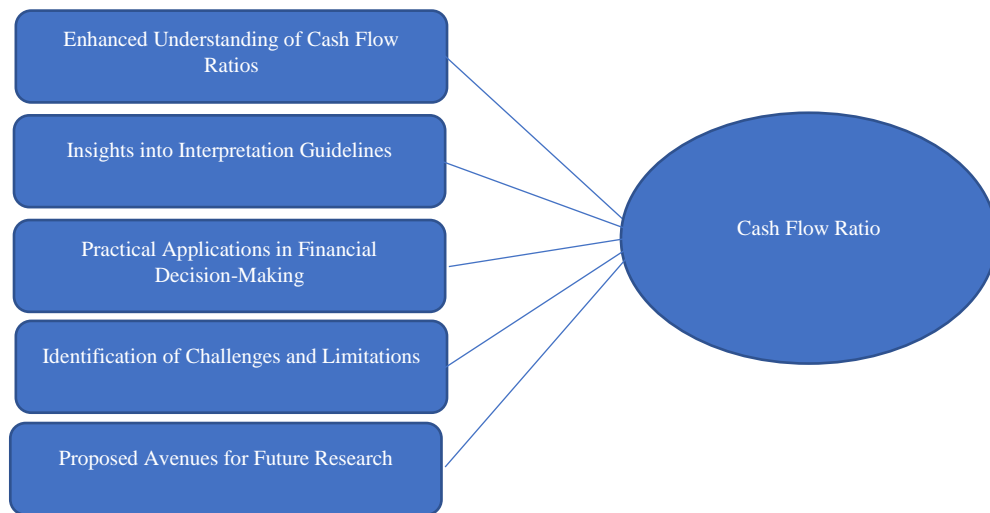 Enhanced Understanding of Cash Flow
Ratios
Insights into Interpretation Guidelines
Practical Applications in Financial
Decision-Making
Identification of Challenges and Limitations
Proposed Avenues for Future Research
Cash Flow Ratio